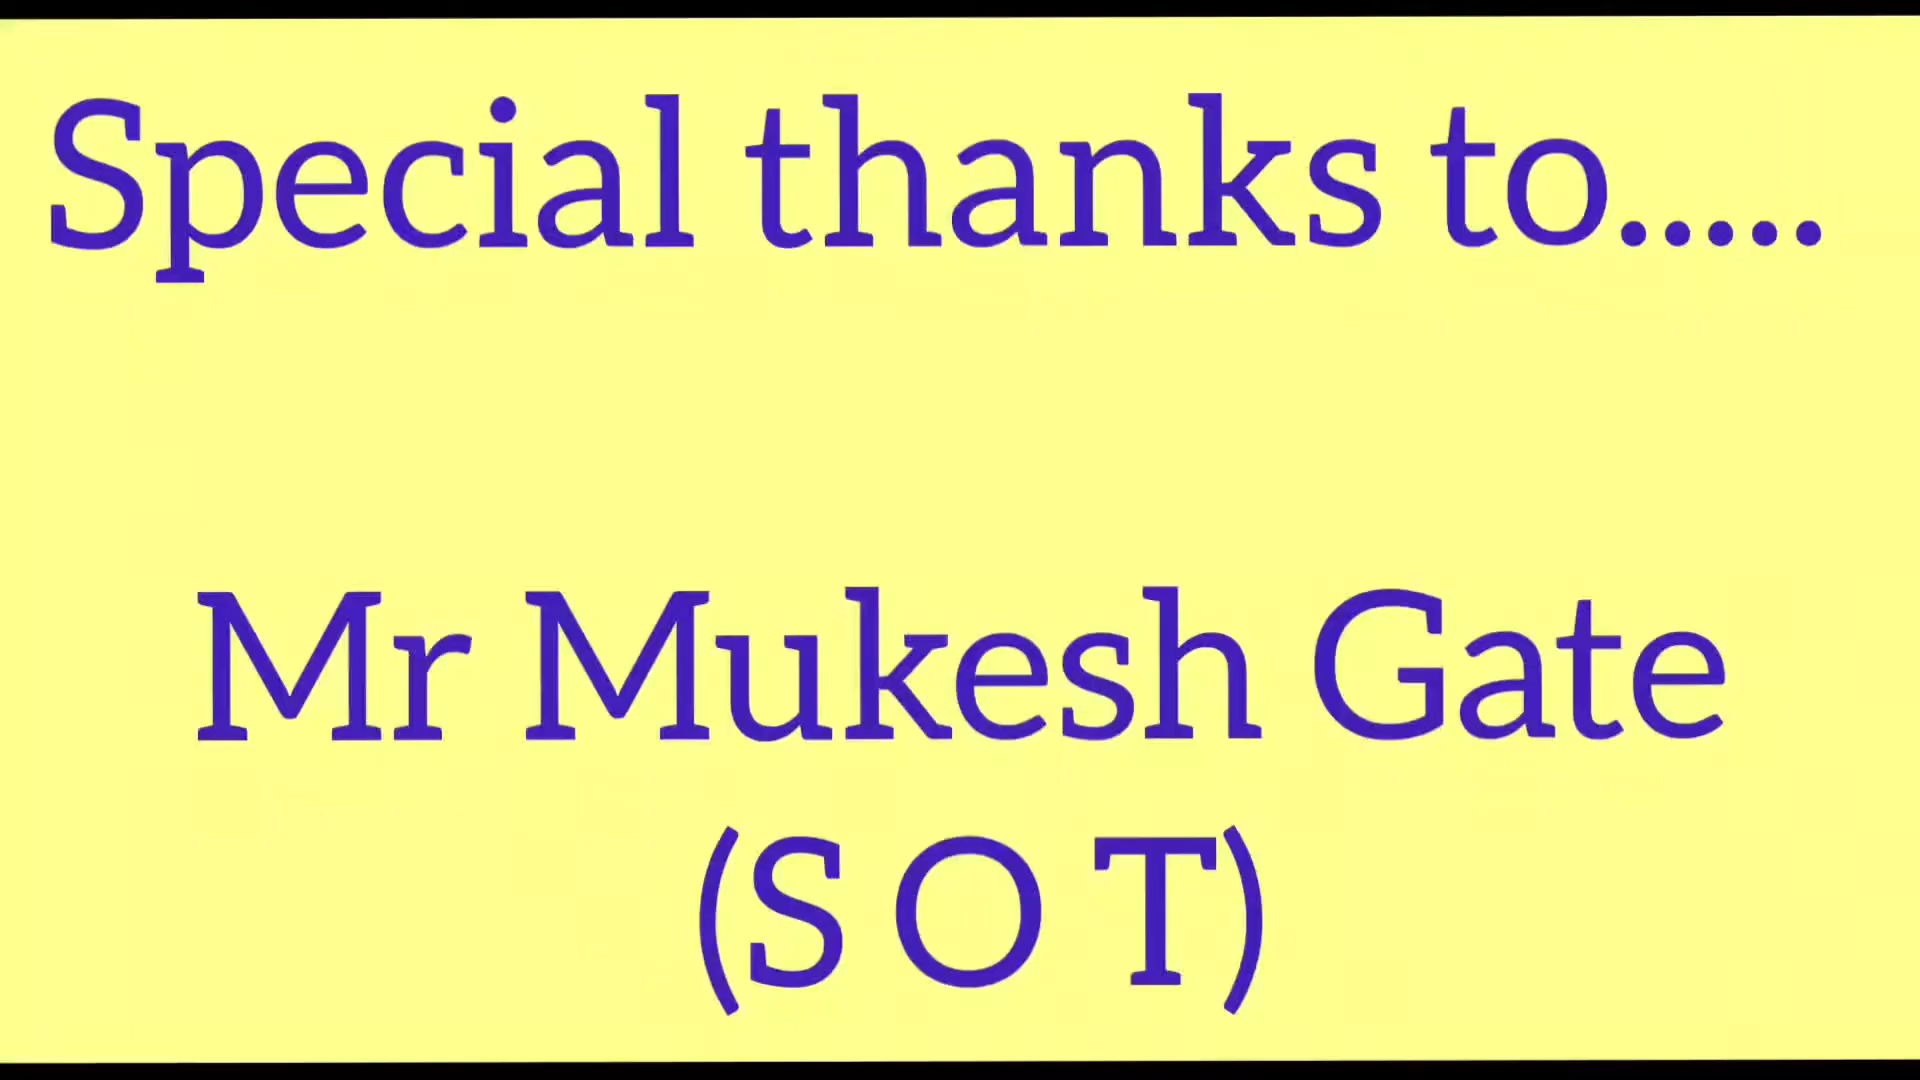 Special thanks to.....
Mr Mukesh Gate
(S O T)